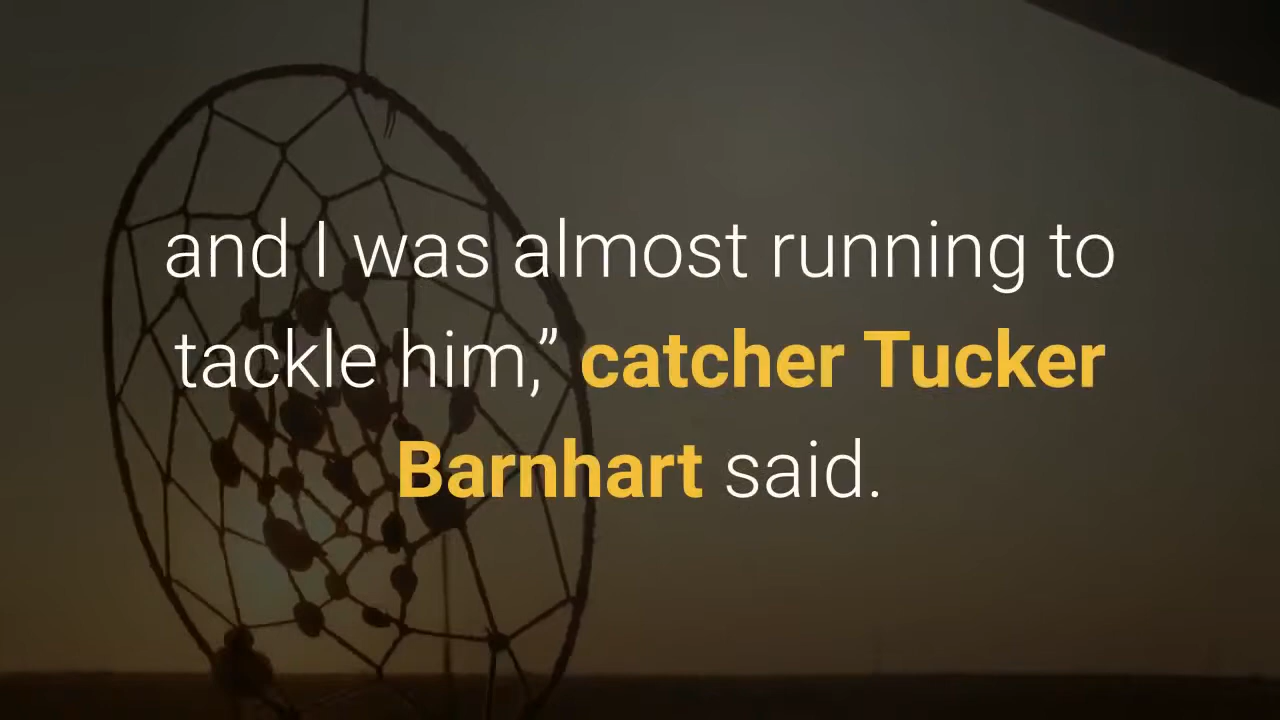 and I was almost running to
tackle him,” catcher Tucker
Barnhart said.